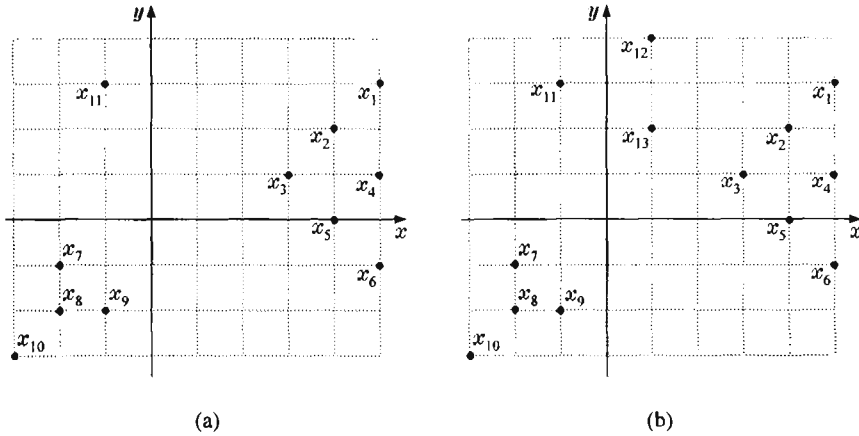 y
x₁₁
x₁
x₂
x₃
x₄
x₅
x
x₇
x₆
x₈
x₉
x₁₀
(a)
y
x₁₂
x₁₁
x₁
x₁₃
x₂
x₃
x₄
x₅
x
x₇
x₆
x₈
x₉
x₁₀
(b)